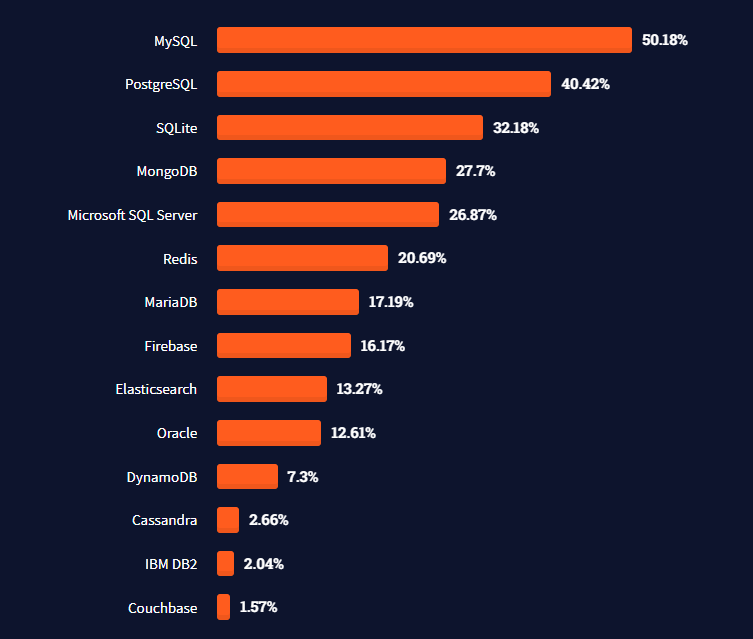 MySQL 50.18%
PostgreSQL 40.42%
SQLite 32.18%
MongoDB 27.7%
Microsoft SQL Server 26.87%
Redis 20.69%
MariaDB 17.19%
Firebase 16.17%
Elasticsearch 13.27%
Oracle 12.61%
DynamoDB 7.3%
Cassandra 2.66%
IBM DB2 2.04%
Couchbase 1.57%